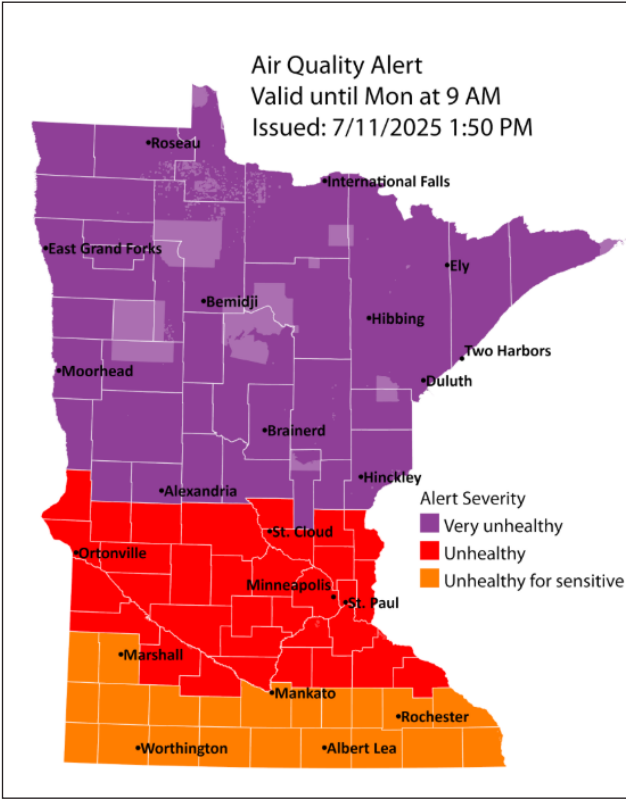 Air Quality Alert
Valid until Mon at 9 AM
Issued: 7/11/2025 1:50 PM
Roseau
International Falls
East Grand Forks
Ely
Bemidji
Hibbing
Two Harbors
Moorhead
Duluth
Brainerd
Hinckley
Alexandria
Alert Severity
Very unhealthy
Unhealthy
Unhealthy for sensitive
St. Cloud
Ortonville
Minneapolis
St. Paul
Marshall
Mankato
Rochester
Worthington
Albert Lea